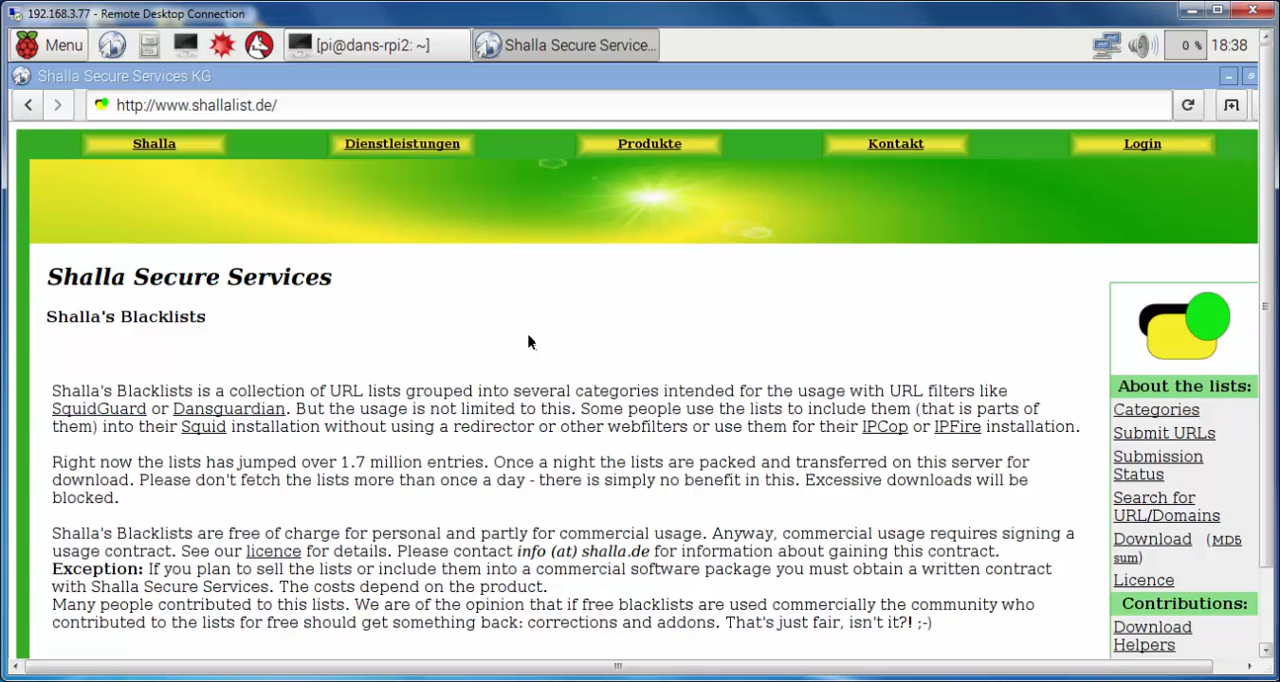 192.168.3.77 - Remote Desktop Connection
Menu [pi@dans-rpi2: ~] Shalla Secure Service... 0 % 18:38
Shalla Secure Services KG
http://www.shallalist.de/
Shalla Dienstleistungen Produkte Kontakt Login
Shalla Secure Services
Shalla's Blacklists
Shalla's Blacklists is a collection of URL lists grouped into several categories intended for the usage with URL filters like
SquidGuard or Dansguardian. But the usage is not limited to this. Some people use the lists to include them (that is parts of
them) into their Squid installation without using a redirector or other webfilters or use them for their IPCop or IPFire installation.
Right now the lists has jumped over 1.7 million entries. Once a night the lists are packed and transferred on this server for
download. Please don't fetch the lists more than once a day - there is simply no benefit in this. Excessive downloads will be
blocked.
Shalla's Blacklists are free of charge for personal and partly for commercial usage. Anyway, commercial usage requires signing a
usage contract. See our licence for details. Please contact info (at) shalla.de for information about gaining this contract.
Exception: If you plan to sell the lists or include them into a commercial software package you must obtain a written contract
with Shalla Secure Services. The costs depend on the product.
Many people contributed to this lists. We are of the opinion that if free blacklists are used commercially the community who
contributed to the lists for free should get something back: corrections and addons. That's just fair, isn't it?! ;-)
About the lists:
Categories
Submit URLs
Submission
Status
Search for
URL/Domains
Download (MD5
sum)
Licence
Contributions:
Download
Helpers